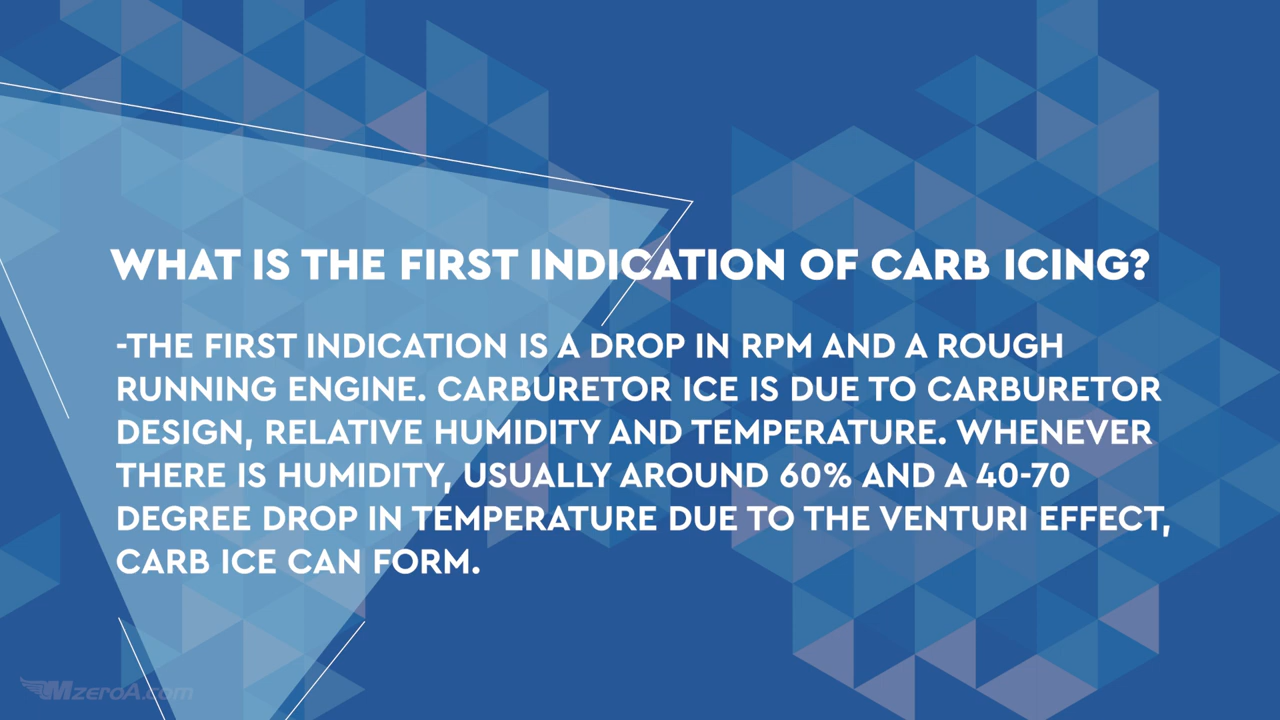 WHAT IS THE FIRST INDICATION OF CARB ICING?
-THE FIRST INDICATION IS A DROP IN RPM AND A ROUGH
RUNNING ENGINE. CARBURETOR ICE IS DUE TO CARBURETOR
DESIGN, RELATIVE HUMIDITY AND TEMPERATURE. WHENEVER
THERE IS HUMIDITY, USUALLY AROUND 60% AND A 40-70
DEGREE DROP IN TEMPERATURE DUE TO THE VENTURI EFFECT,
CARB ICE CAN FORM.
MzeroA.com